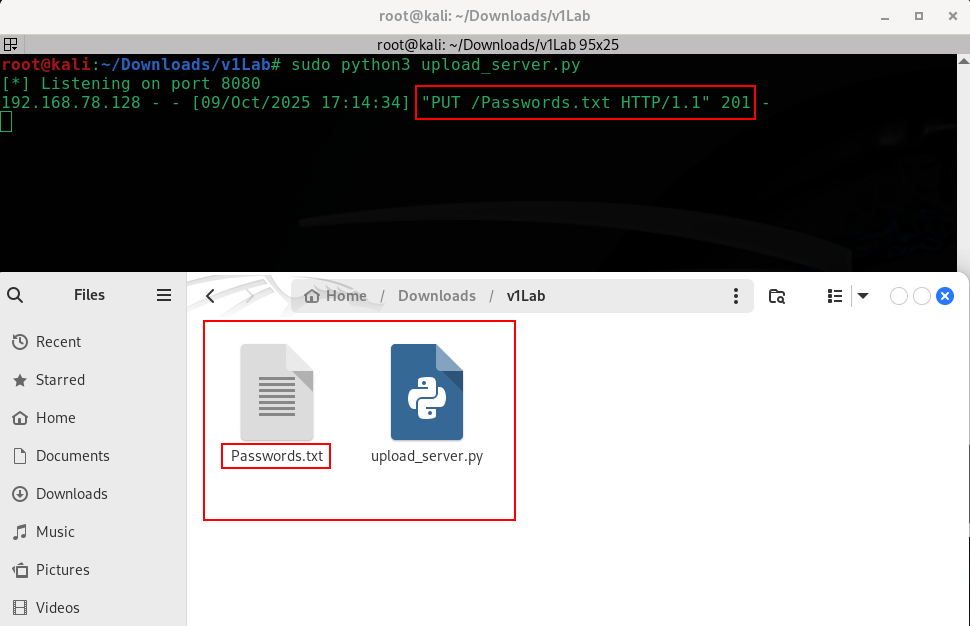 root@kali: ~/Downloads/v1Lab
root@kali: ~/Downloads/v1Lab 95x25
root@kali:~/Downloads/v1Lab# sudo python3 upload_server.py
[*] Listening on port 8080
192.168.78.128 - - [09/Oct/2025 17:14:34] "PUT /Passwords.txt HTTP/1.1" 201 -
Files
Home / Downloads / v1Lab
Recent
Starred
Home
Documents
Downloads
Music
Pictures
Videos
Passwords.txt
upload_server.py